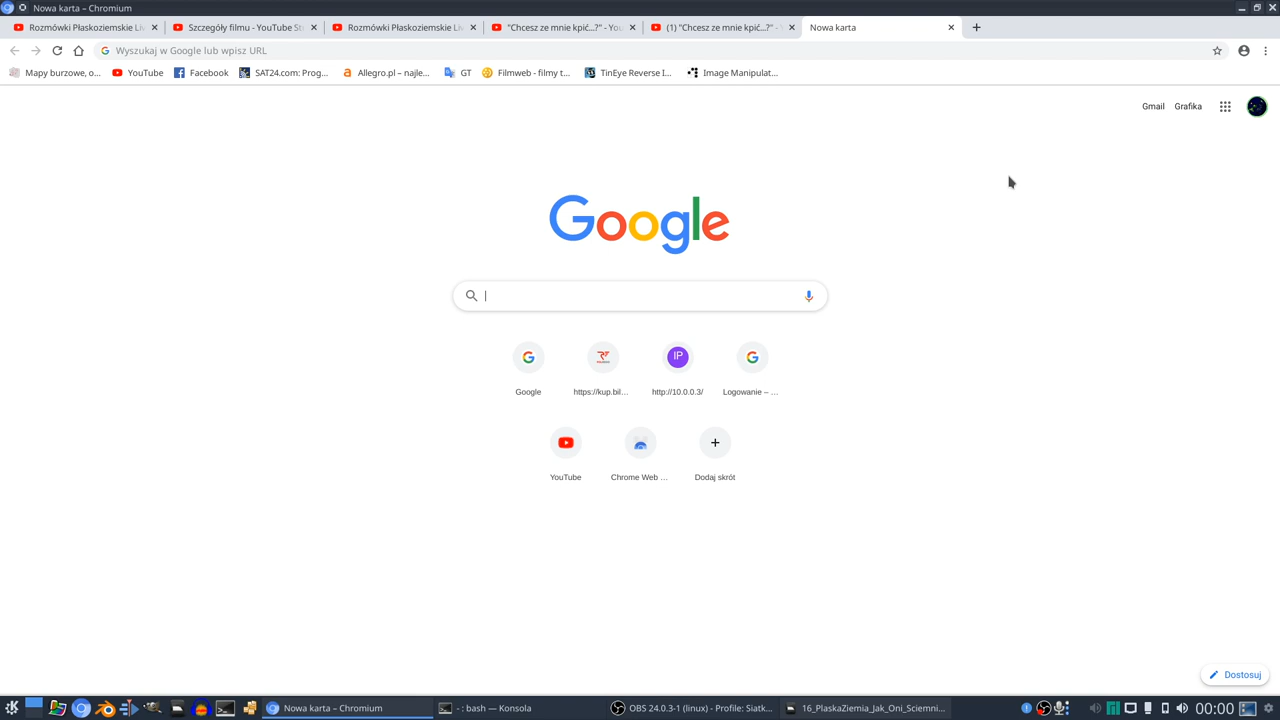 Nowa karta – Chromium
Rozmówki Płaskoziemskie Liv
Szczegóły filmu - YouTube St
Rozmówki Płaskoziemskie Liv
"Chcesz ze mnie kpić...?" - You
(1) "Chcesz ze mnie kpić...?" - Y
Nowa karta
Wyszukaj w Google lub wpisz URL
Mapy burzowe, o...
YouTube
Facebook
SAT24.com: Prog...
Allegro.pl – najle...
GT
Filmweb - filmy t...
TinEye Reverse I...
Image Manipulat...
Gmail
Grafika
Google
IP
Google
https://kup.bil...
http://10.0.0.3/
Logowanie – ...
YouTube
Chrome Web ...
Dodaj skrót
Dostosuj
Nowa karta – Chromium
- : bash — Konsola
OBS 24.0.3-1 (linux) - Profile: Siatk...
16_PlaskaZiemia_Jak_Oni_Sciemni...
00:00